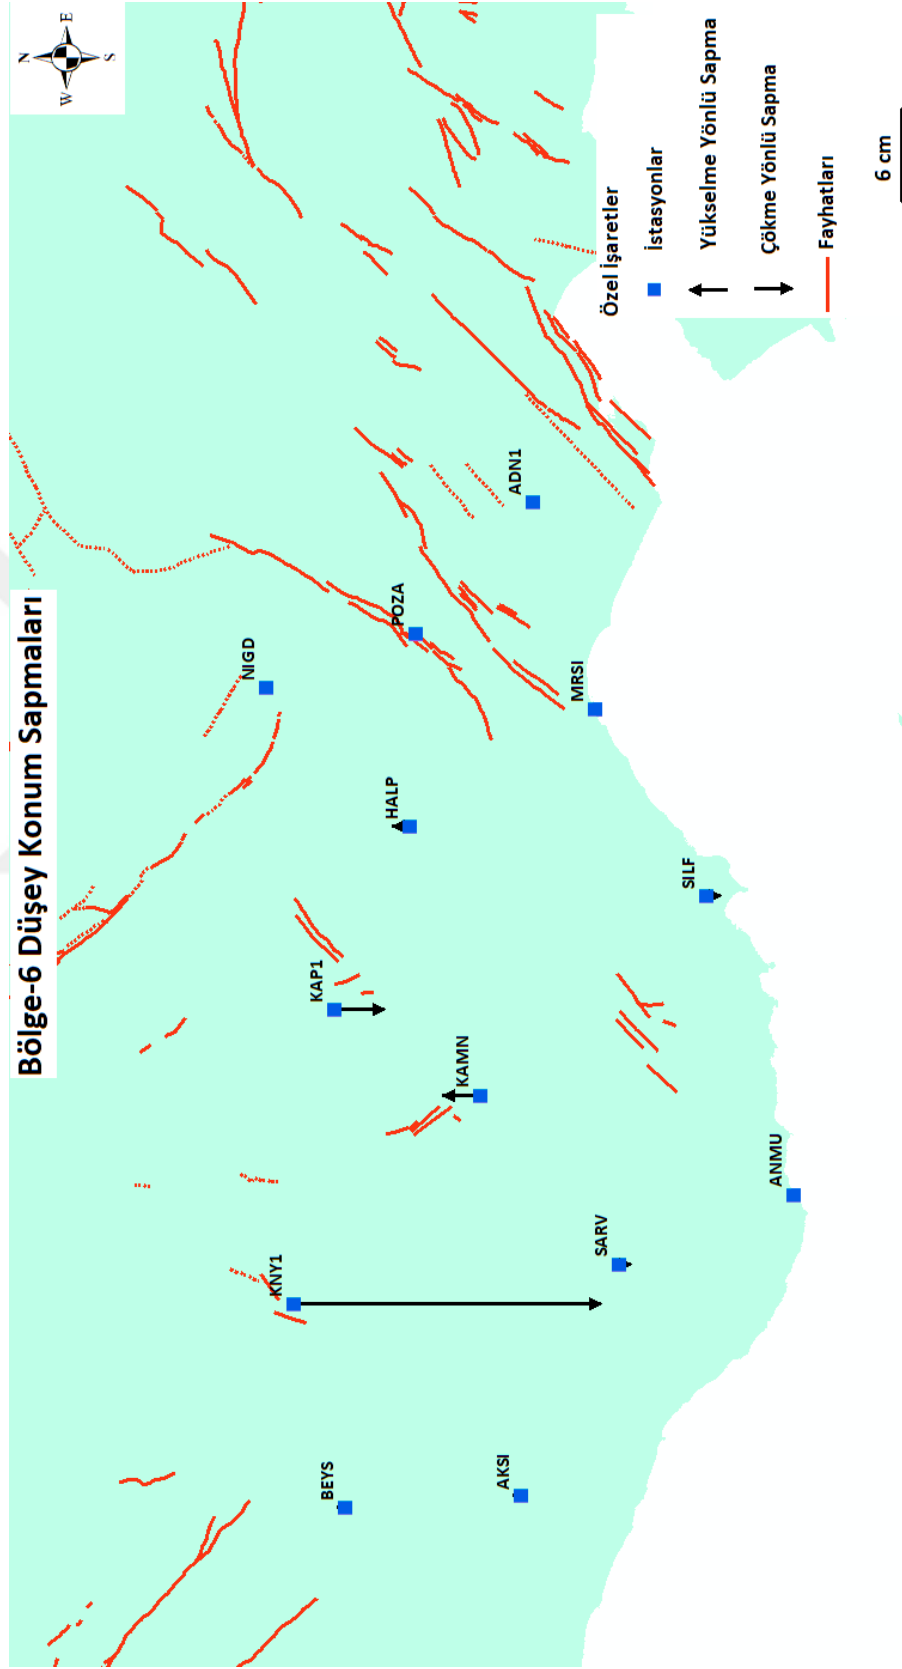 Bölge-6 Düşey Konum Sapmaları
N
W E
S
NIGD
POZA
ADN1
KAP1
HALP
KNY1
KAMN
MRSI
BEYS
AKSI
SARV
SILF
ANMU
Özel İşaretler
İstasyonlar
Yükselme Yönlü Sapma
Çökme Yönlü Sapma
Fayhatları
6 cm